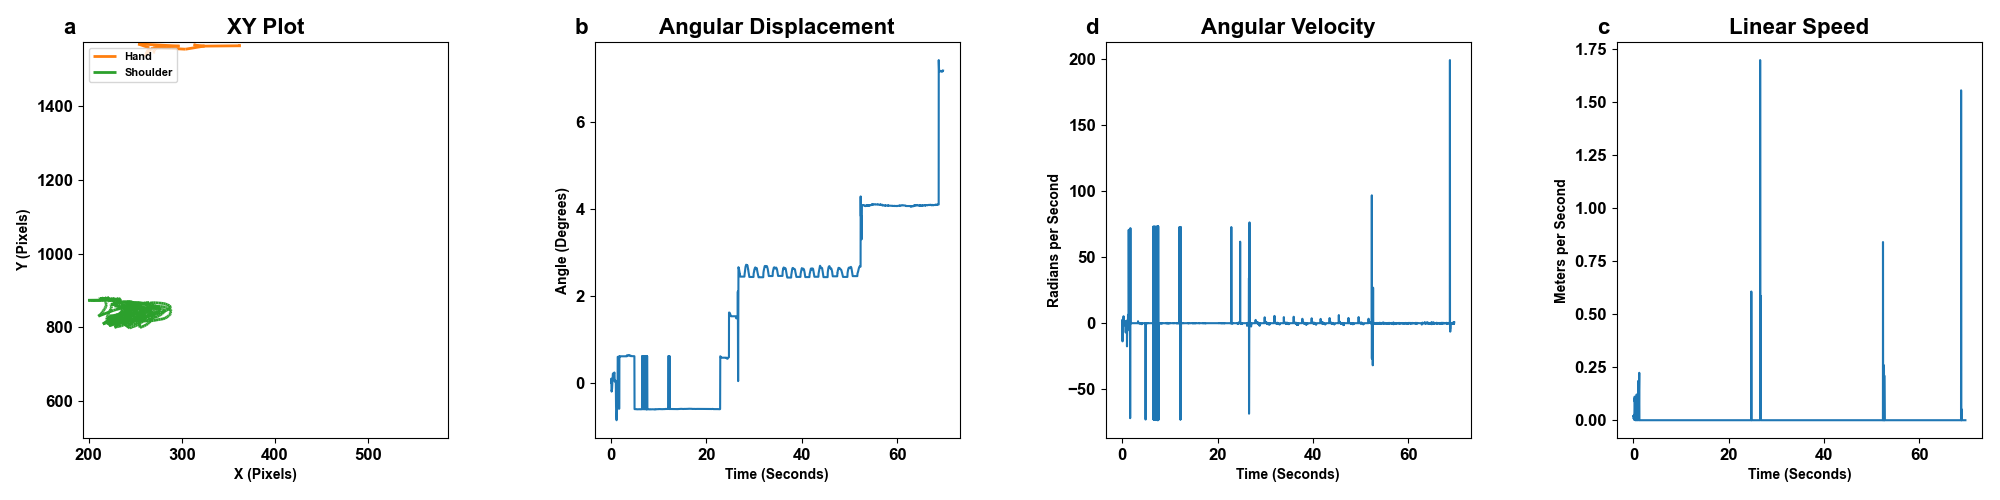 a XY Plot
Hand
Shoulder
1400
1200
1000
800
600
200 300 400 500
X (Pixels)
Y (Pixels)
b Angular Displacement
6
4
2
0
0 20 40 60
Time (Seconds)
Angle (Degrees)
d Angular Velocity
200
150
100
50
0
−50
0 20 40 60
Time (Seconds)
Radians per Second
c Linear Speed
1.75
1.50
1.25
1.00
0.75
0.50
0.25
0.00
0 20 40 60
Time (Seconds)
Meters per Second